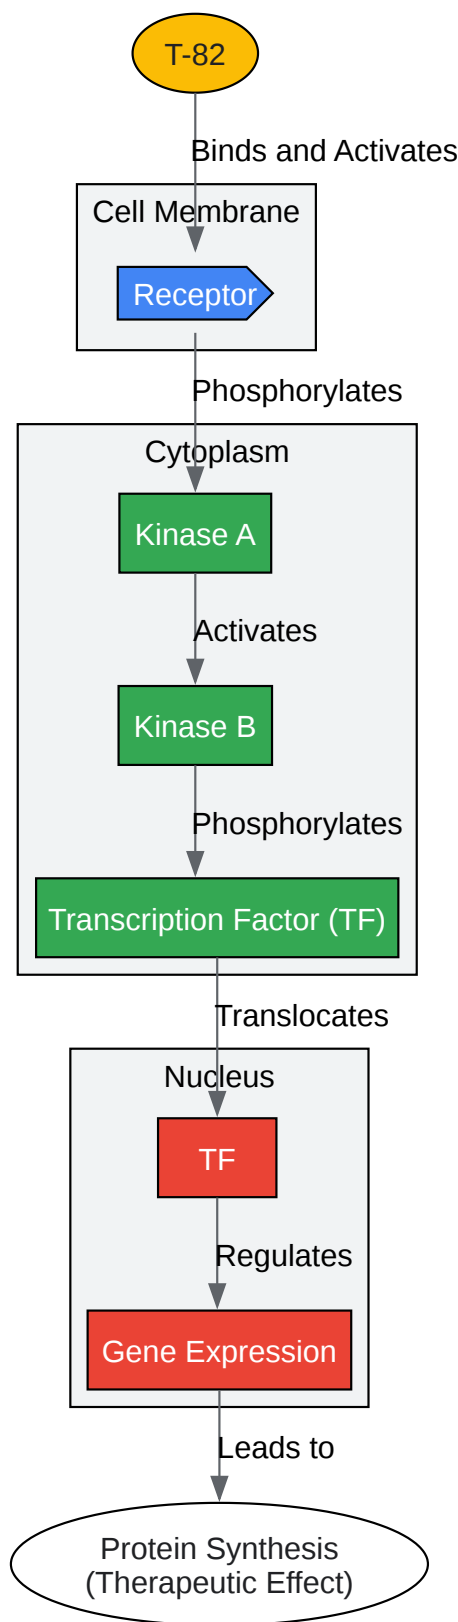 T-82
Binds and Activates
Cell Membrane
Receptor
Phosphorylates
Cytoplasm
Kinase A
Activates
Kinase B
Phosphorylates
Transcription Factor (TF)
Translocates
Nucleus
TF
Regulates
Gene Expression
Leads to
Protein Synthesis
(Therapeutic Effect)